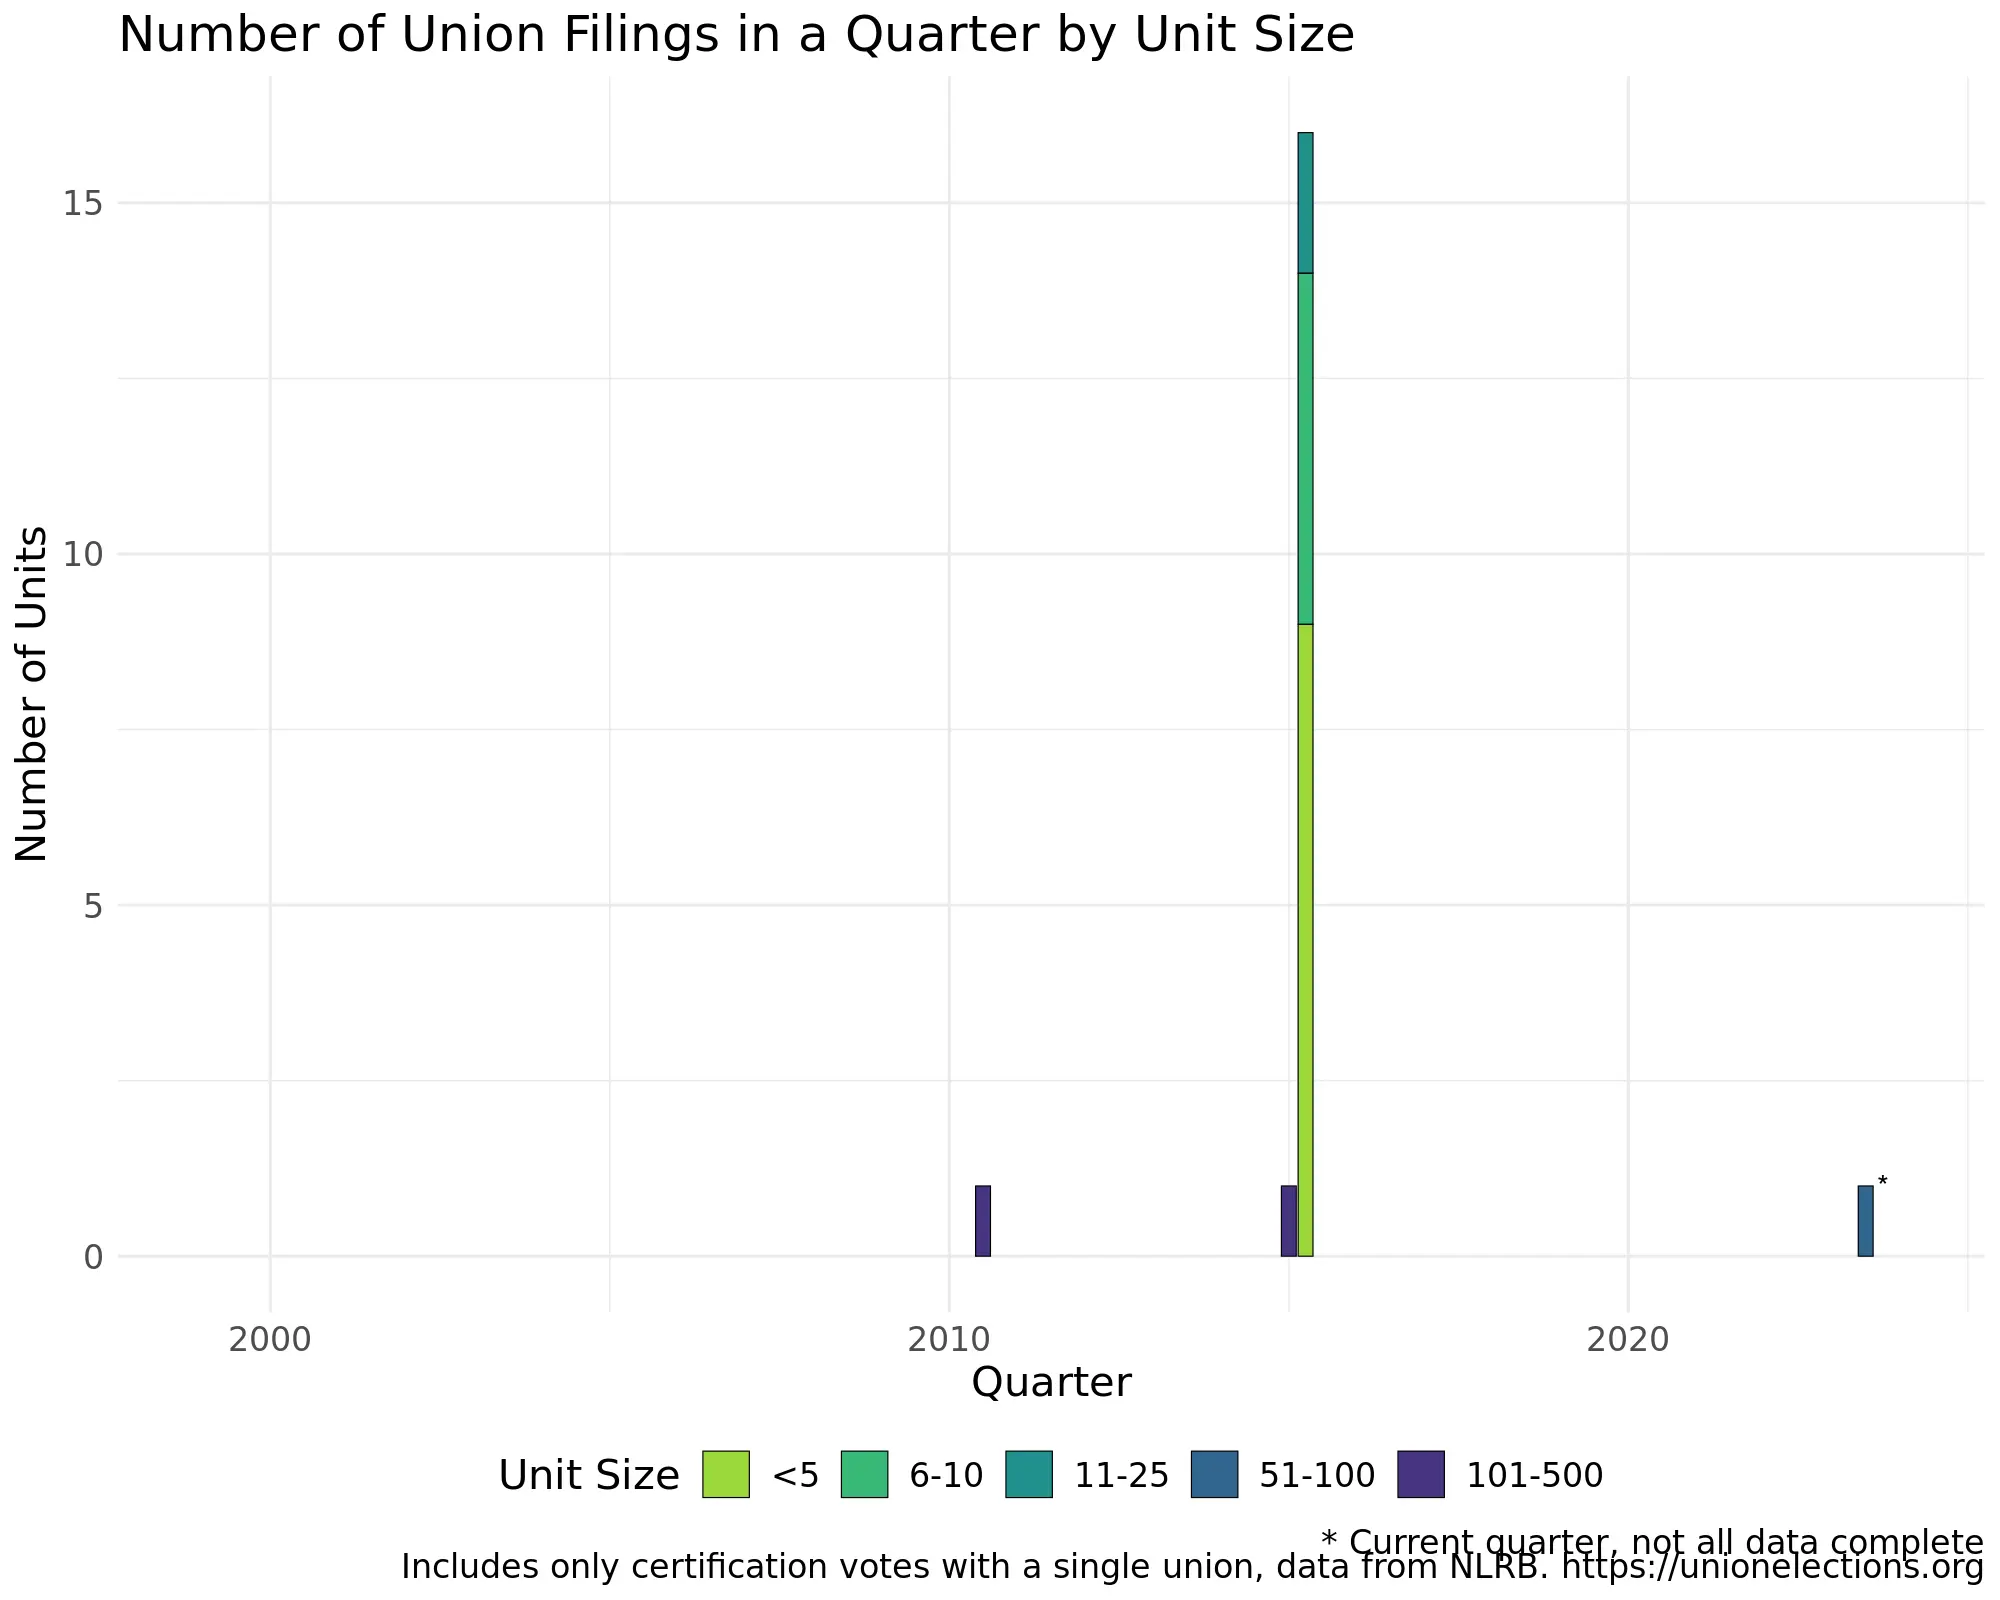 Number of Union Filings in a Quarter by Unit Size
Number of Units
15
10
5
0
*
2000 2010 2020
Quarter
Unit Size <5 6-10 11-25 51-100 101-500
* Current quarter, not all data complete
Includes only certification votes with a single union, data from NLRB. https://unionelections.org